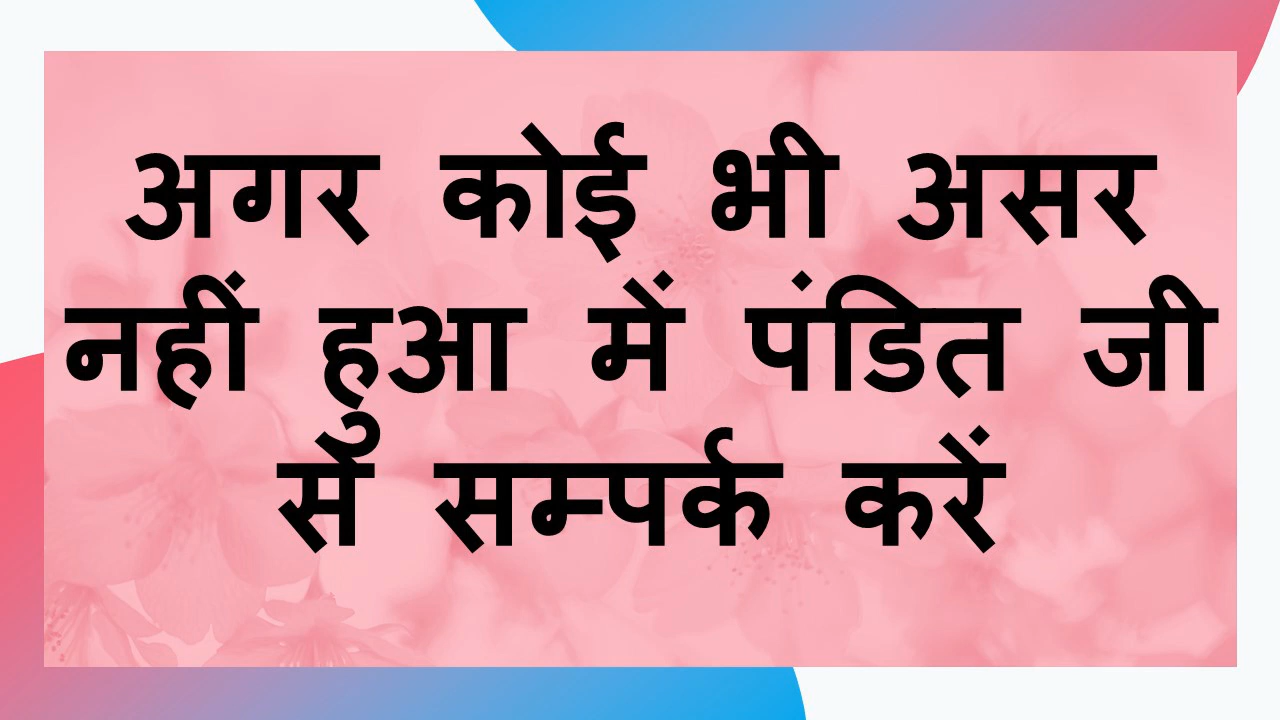 अगर कोई भी असर
नहीं हुआ में पंडित जी
से सम्पर्क करें